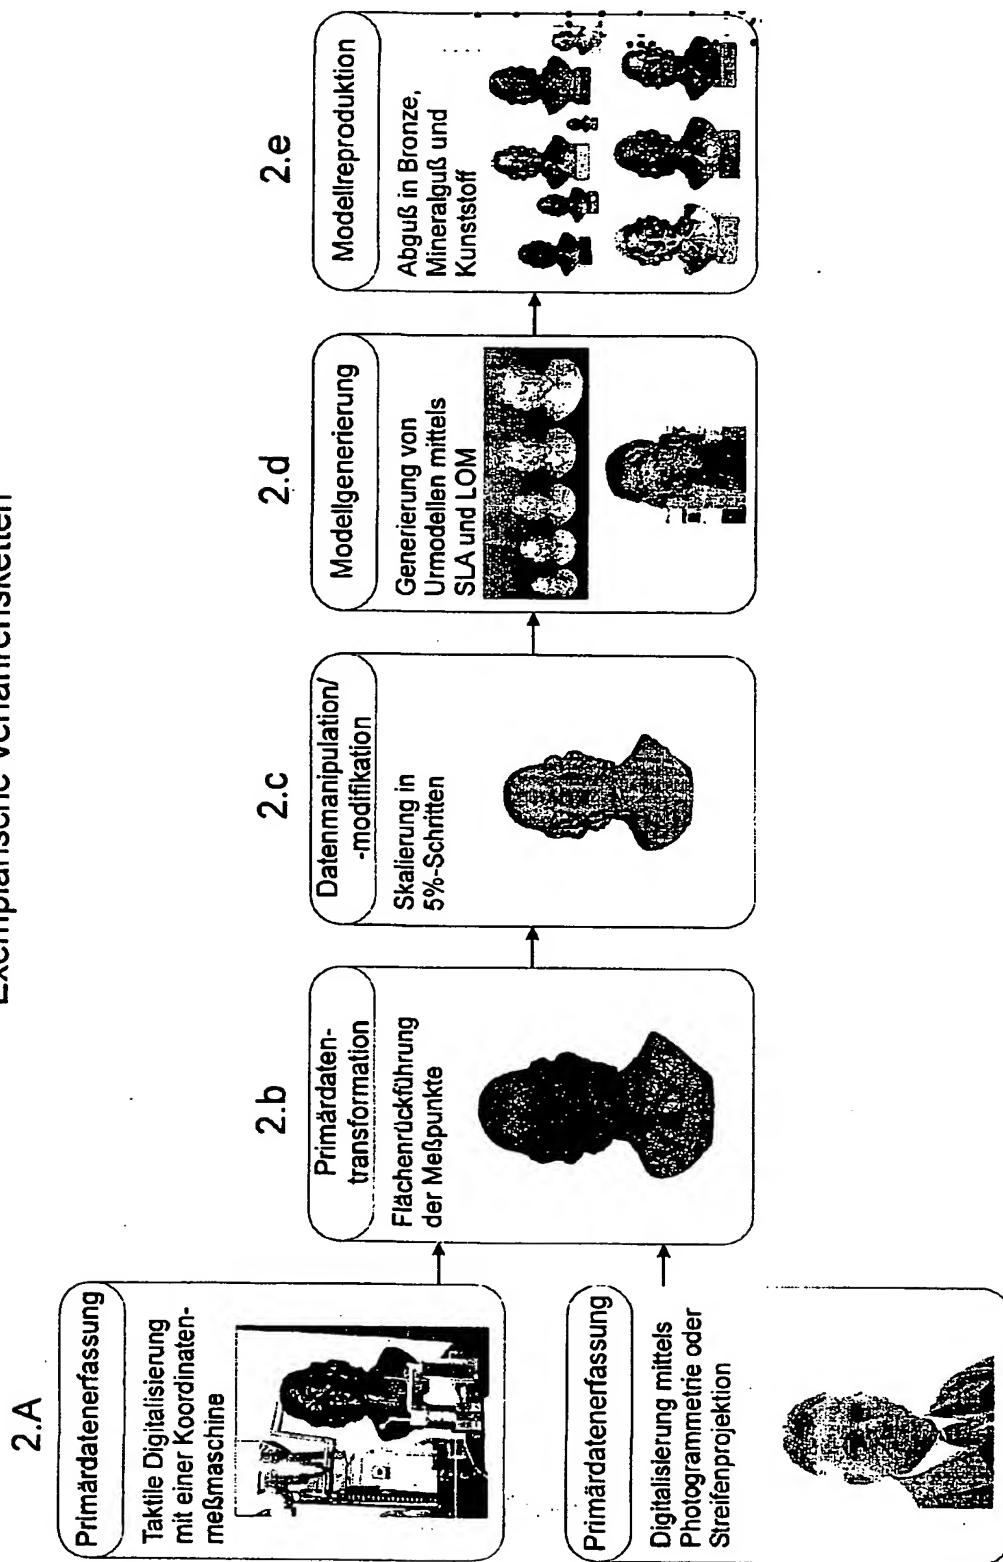 Exemplarische Verfahrensketten
2.A
Primärdatenerfassung
Taktile Digitalisierung
mit einer Koordinaten-
meßmaschine
Primärdatenerfassung
Digitalisierung mittels
Photogrammetrie oder
Streifenprojektion
2.b
Primärdaten-
transformation
Flächenrückführung
der Meßpunkte
2.c
Datenmanipulation/
-modifikation
Skalierung in
5%-Schritten
2.d
Modellgenerierung
Generierung von
Urmodellen mittels
SLA und LOM
2.e
Modellreproduktion
Abguß in Bronze,
Mineralguß und
Kunststoff